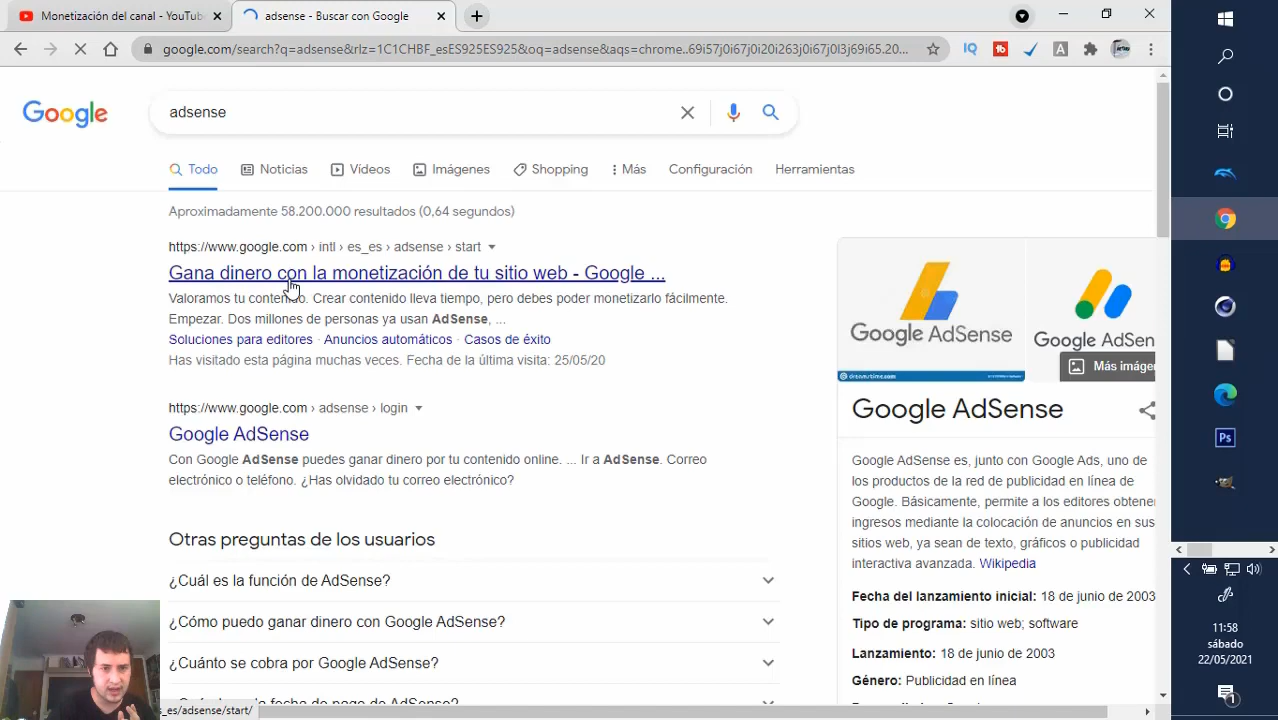 Monetización del canal - YouTub
adsense - Buscar con Google
google.com/search?q=adsense&rlz=1C1CHBF_esES925ES925&oq=adsense&aqs=chrome..69i57j0i67j0i20i263j0i67j0l3j69i65.20...
IQ
A
Google
adsense
Todo
Noticias
Vídeos
Imágenes
Shopping
Más
Configuración
Herramientas
Aproximadamente 58.200.000 resultados (0,64 segundos)
https://www.google.com › intl › es_es › adsense › start
Gana dinero con la monetización de tu sitio web - Google ...
Valoramos tu contenido. Crear contenido lleva tiempo, pero debes poder monetizarlo fácilmente.
Empezar. Dos millones de personas ya usan AdSense, ...
Soluciones para editores · Anuncios automáticos · Casos de éxito
Has visitado esta página muchas veces. Fecha de la última visita: 25/05/20
https://www.google.com › adsense › login
Google AdSense
Con Google AdSense puedes ganar dinero por tu contenido online. ... Ir a AdSense. Correo
electrónico o teléfono. ¿Has olvidado tu correo electrónico?
Otras preguntas de los usuarios
¿Cuál es la función de AdSense?
¿Cómo puedo ganar dinero con Google AdSense?
¿Cuánto se cobra por Google AdSense?
s_es/adsense/start/
Google AdSense
dreamstime.com
Google AdSen
Más imáge
Google AdSense
Google AdSense es, junto con Google Ads, uno de
los productos de la red de publicidad en línea de
Google. Básicamente, permite a los editores obtener
ingresos mediante la colocación de anuncios en sus
sitios web, ya sean de texto, gráficos o publicidad
interactiva avanzada. Wikipedia
Fecha del lanzamiento inicial: 18 de junio de 2003
Tipo de programa: sitio web; software
Lanzamiento: 18 de junio de 2003
Género: Publicidad en línea
Ps
11:58
sábado
22/05/2021
1